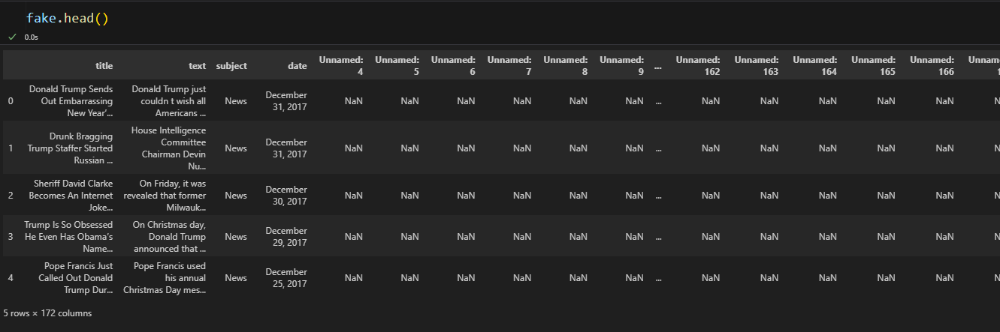 fake.head()
0.0s
title text subject date Unnamed: 4 Unnamed: 5 Unnamed: 6 Unnamed: 7 Unnamed: 8 Unnamed: 9 ... Unnamed: 162 Unnamed: 163 Unnamed: 164 Unnamed: 165 Unnamed: 166
0 Donald Trump Sends Out Embarrassing New Year'... Donald Trump just couldn t wish all Americans ... News December 31, 2017 NaN NaN NaN NaN NaN NaN ... NaN NaN NaN NaN NaN
1 Drunk Bragging Trump Staffer Started Russian ... House Intelligence Committee Chairman Devin Nu... News December 31, 2017 NaN NaN NaN NaN NaN NaN ... NaN NaN NaN NaN NaN
2 Sheriff David Clarke Becomes An Internet Joke... On Friday, it was revealed that former Milwauk... News December 30, 2017 NaN NaN NaN NaN NaN NaN ... NaN NaN NaN NaN NaN
3 Trump Is So Obsessed He Even Has Obama's Name... On Christmas day, Donald Trump announced that ... News December 29, 2017 NaN NaN NaN NaN NaN NaN ... NaN NaN NaN NaN NaN
4 Pope Francis Just Called Out Donald Trump Dur... Pope Francis used his annual Christmas Day mes... News December 25, 2017 NaN NaN NaN NaN NaN NaN ... NaN NaN NaN NaN NaN
5 rows × 172 columns